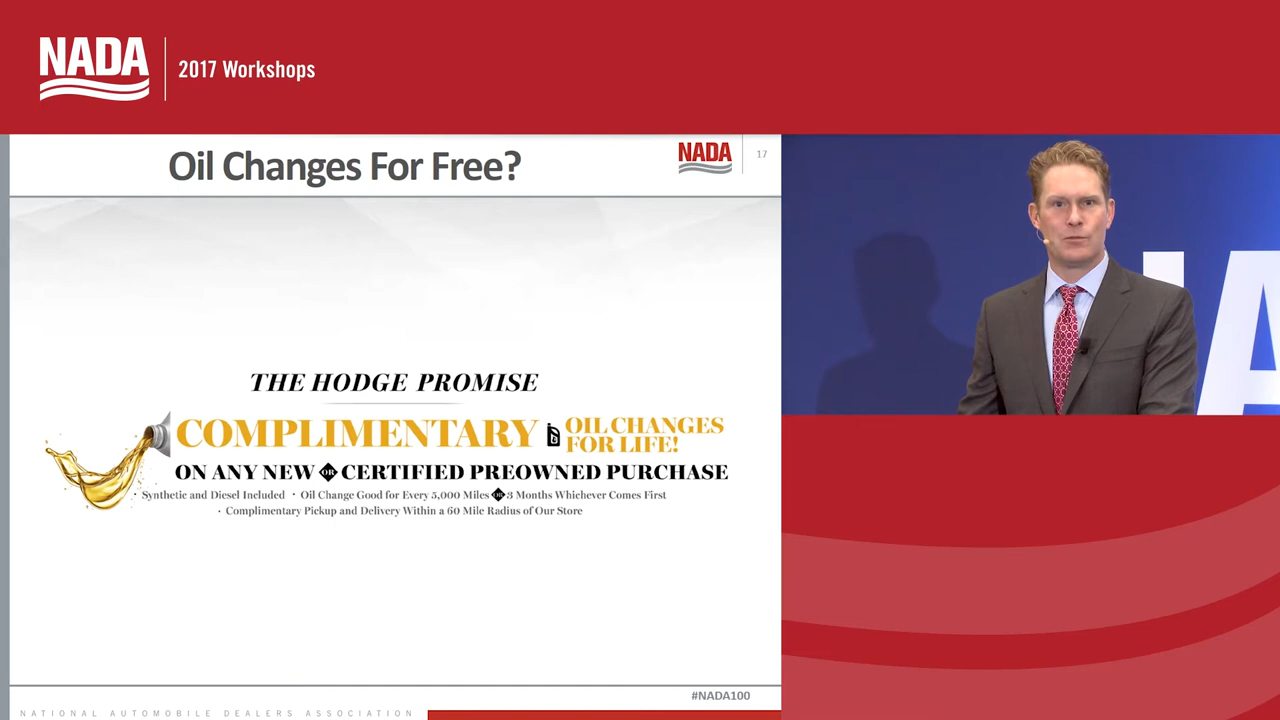 NADA
2017 Workshops
Oil Changes For Free?
NADA
17
THE HODGE PROMISE
COMPLIMENTARY OIL CHANGES
FOR LIFE!
ON ANY NEW OR CERTIFIED PREOWNED PURCHASE
· Synthetic and Diesel Included · Oil Change Good for Every 5,000 Miles OR 3 Months Whichever Comes First
· Complimentary Pickup and Delivery Within a 60 Mile Radius of Our Store
#NADA100
NATIONAL AUTOMOBILE DEALERS ASSOCIATION